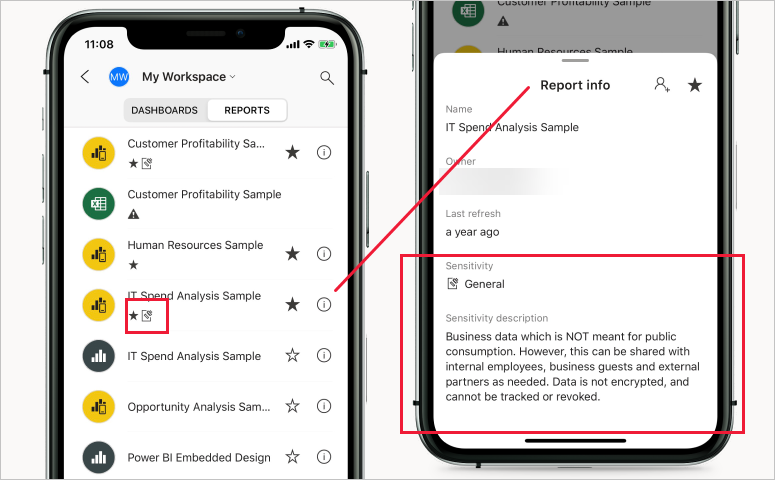 11:08
MW
My Workspace
DASHBOARDS
REPORTS
Customer Profitability Sa...
Customer Profitability Sample
Human Resources Sample
IT Spend Analysis Sample
IT Spend Analysis Sample
Opportunity Analysis Sam...
Power BI Embedded Design
Customer Profitability Sample
Human Resources Sample
Report info
Name
IT Spend Analysis Sample
Owner
Last refresh
a year ago
Sensitivity
General
Sensitivity description
Business data which is NOT meant for public
consumption. However, this can be shared with
internal employees, business guests and external
partners as needed. Data is not encrypted, and
cannot be tracked or revoked.